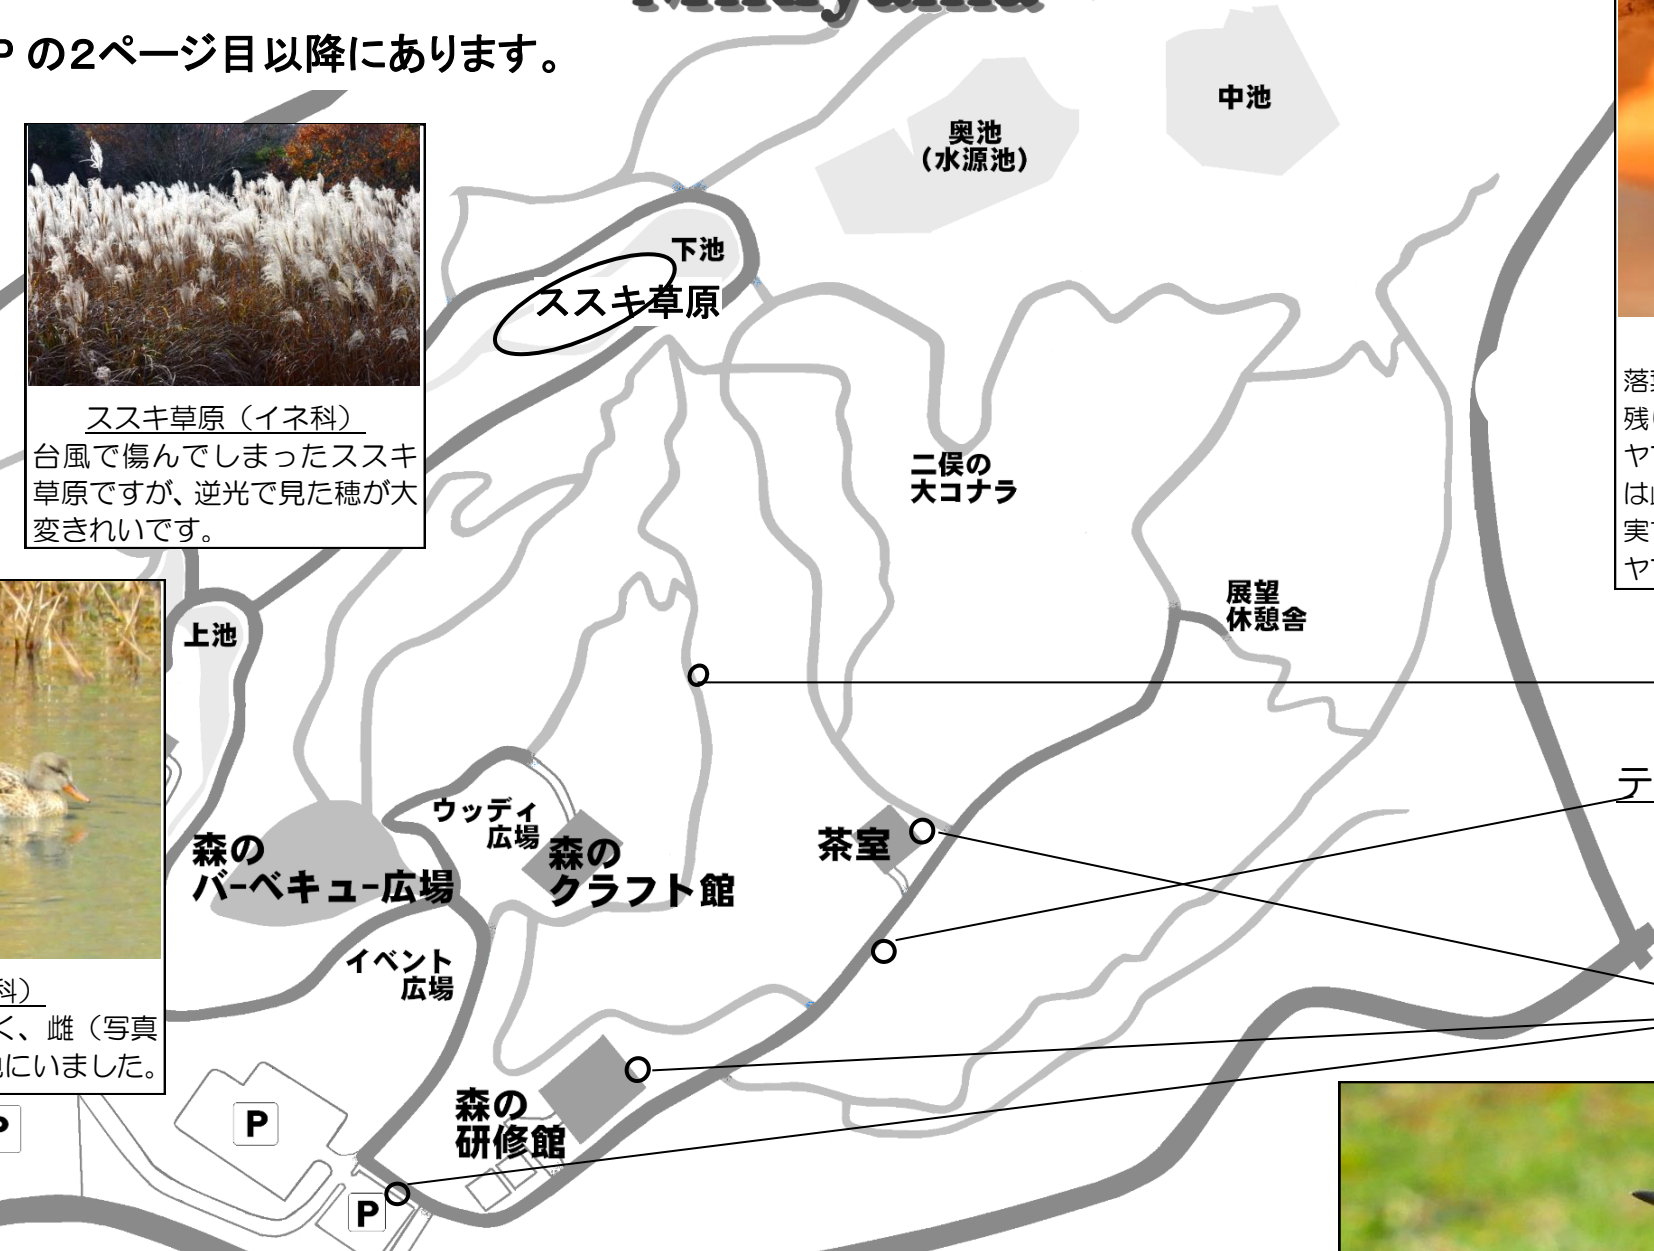 Mikuyama
P の2ページ目以降にあります。
中池
奥池
（水源池）
下池
ススキ草原
ススキ草原（イネ科）
台風で傷んでしまったススキ
草原ですが、逆光で見た穂が大
変きれいです。
二俣の
大コナラ
展望
休憩舎
上池
落
残
ヤマ
は
実
ヤマ
テ
ウッディ
広場
森の
クラフト館
茶室
森の
バーベキュー広場
イベント
広場
科）
く、雌（写真
にいました。
森の
研修館
P
P
P